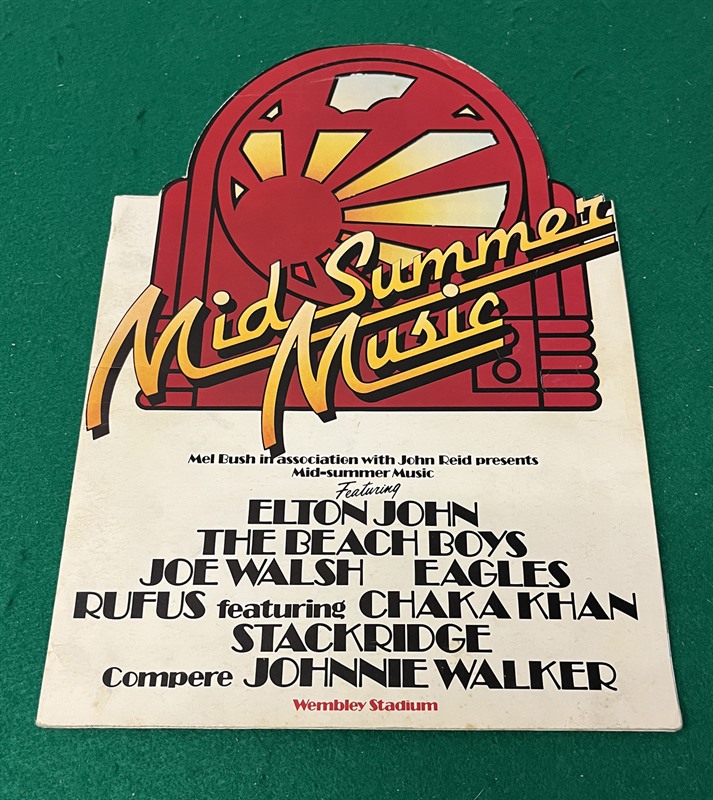 Mid Summer
Music
Mel Bush in association with John Reid presents
Mid-summer Music
Featuring
ELTON JOHN
THE BEACH BOYS
JOE WALSH EAGLES
RUFUS featuring CHAKA KHAN
STACKRIDGE
Compere JOHNNIE WALKER
Wembley Stadium